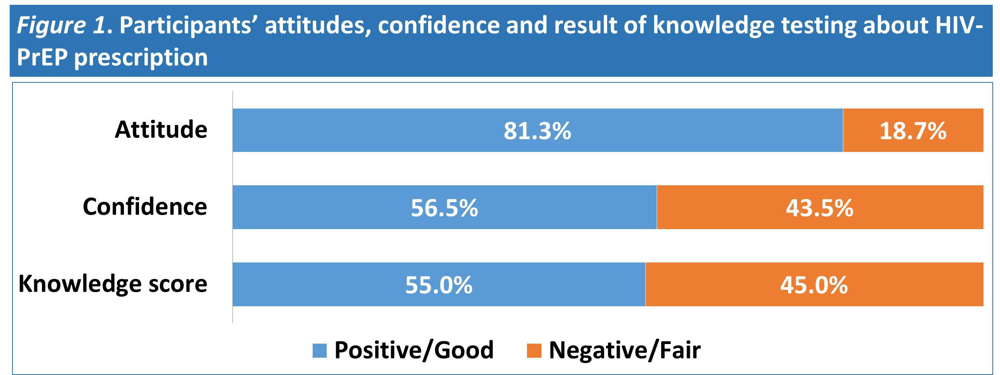 Figure 1. Participants’ attitudes, confidence and result of knowledge testing about HIV-
PrEP prescription
Attitude
81.3%
18.7%
Confidence
56.5%
43.5%
Knowledge score
55.0%
45.0%
Positive/Good
Negative/Fair